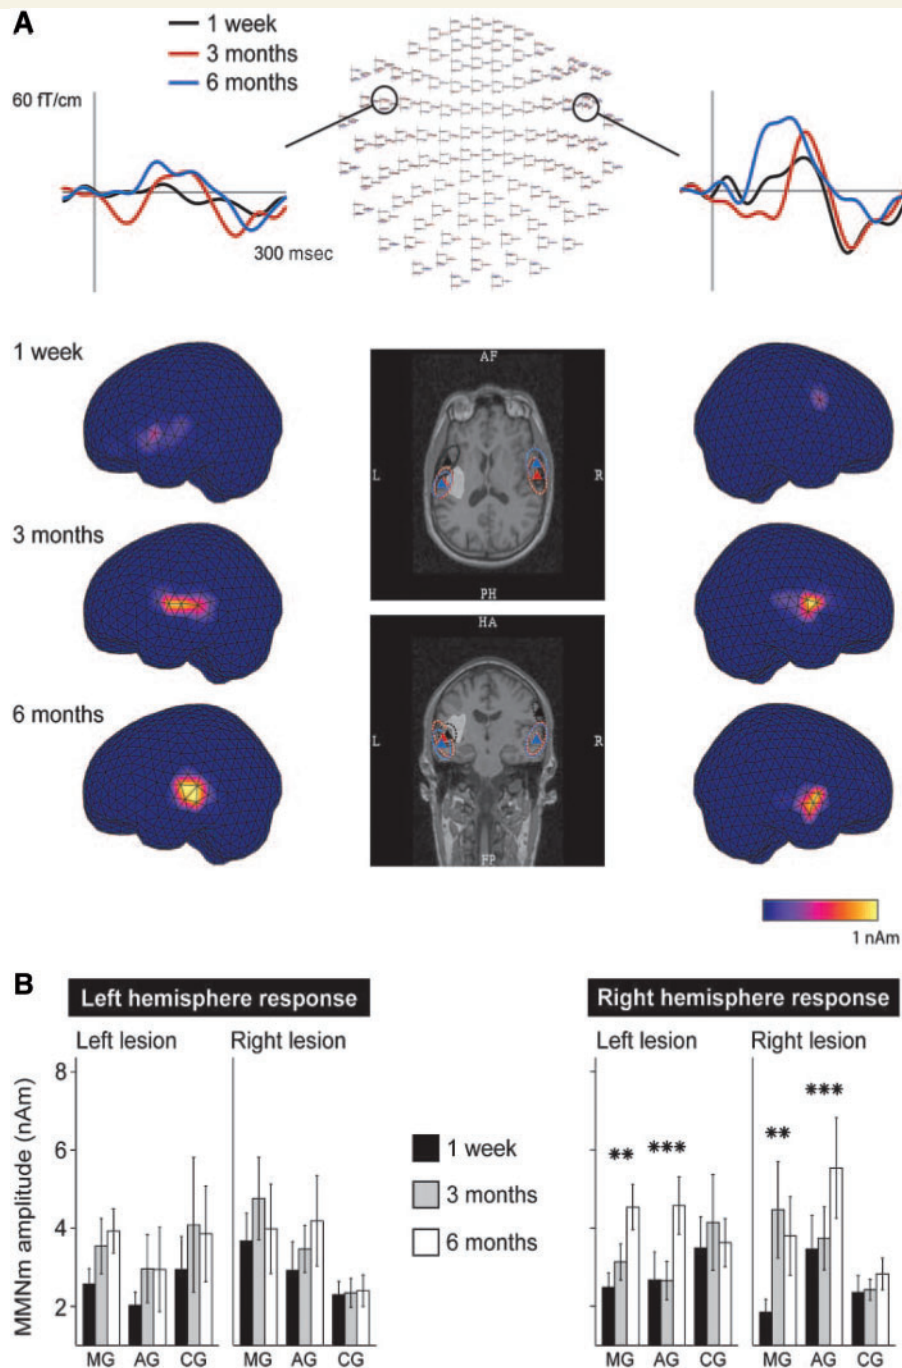 A
1 week
3 months
6 months
60 fT/cm
300 msec
1 week
3 months
6 months
AF
L
R
PH
HA
L
R
FP
1 nAm
B
Left hemisphere response
Right hemisphere response
Left lesion
Right lesion
Left lesion
Right lesion
MMNm amplitude (nAm)
8
6
4
2
** ***
** ***
1 week
3 months
6 months
MG AG CG
MG AG CG
MG AG CG
MG AG CG